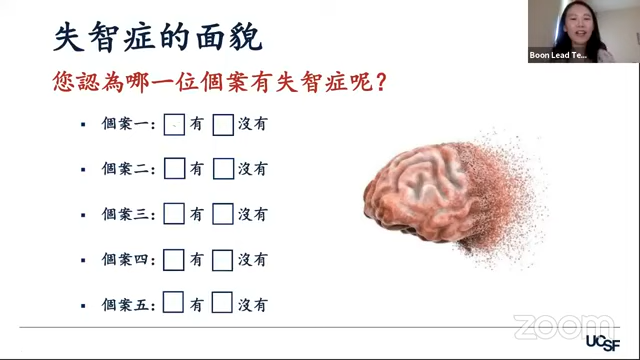 失智症的面貌
您認為哪一位個案有失智症呢？
▪ 個案一: □ 有 □ 沒有
▪ 個案二: □ 有 □ 沒有
▪ 個案三: □ 有 □ 沒有
▪ 個案四: □ 有 □ 沒有
▪ 個案五: □ 有 □ 沒有
Boon Lead Te...
zoom
UCSF